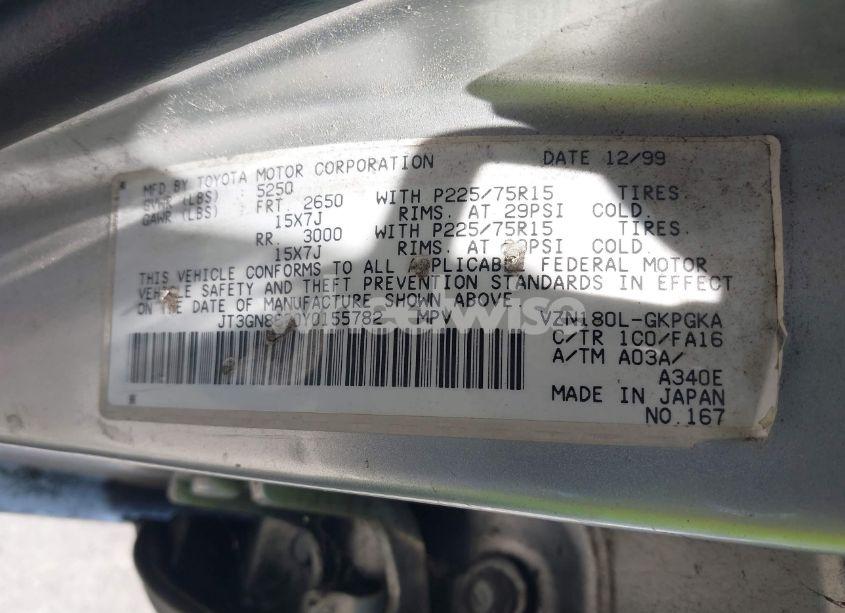 MFD BY TOYOTA MOTOR CORPORATION DATE 12/99
GVWR (LBS) : 5250
GAWR (LBS) : FRT. 2650 WITH P225/75R15 TIRES
15X7J RIMS. AT 29PSI COLD.
RR. 3000 WITH P225/75R15 TIRES
15X7J RIMS. AT PSI COLD.
THIS VEHICLE CONFORMS TO ALL APPLICABLE FEDERAL MOTOR
VEHICLE SAFETY AND THEFT PREVENTION STANDARDS IN EFFECT
ON THE DATE OF MANUFACTURE SHOWN ABOVE.
MPV VZN180L-GKPGKA
C/TR 1C0/FA16
A/TM A03A/
A340E
MADE IN JAPAN
NO.167